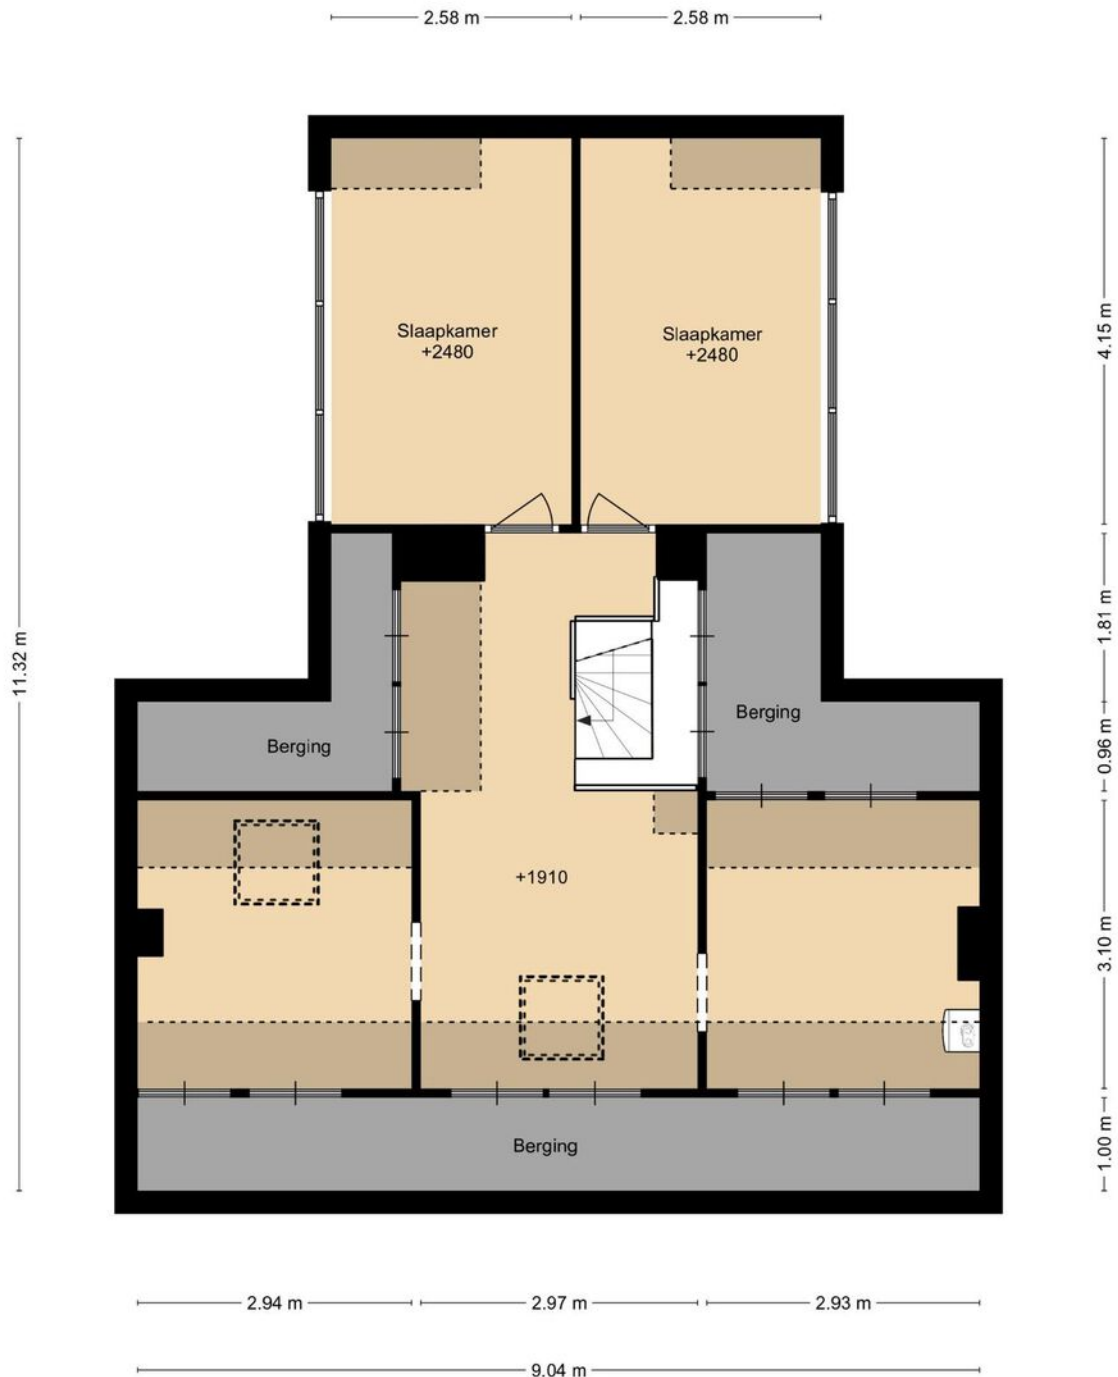 2.58 m
2.58 m
Slaapkamer
+2480
Slaapkamer
+2480
4.15 m
11.32 m
1.81 m
Berging
Berging
0.96 m
+1910
3.10 m
Berging
1.00 m
2.94 m
2.97 m
2.93 m
9.04 m